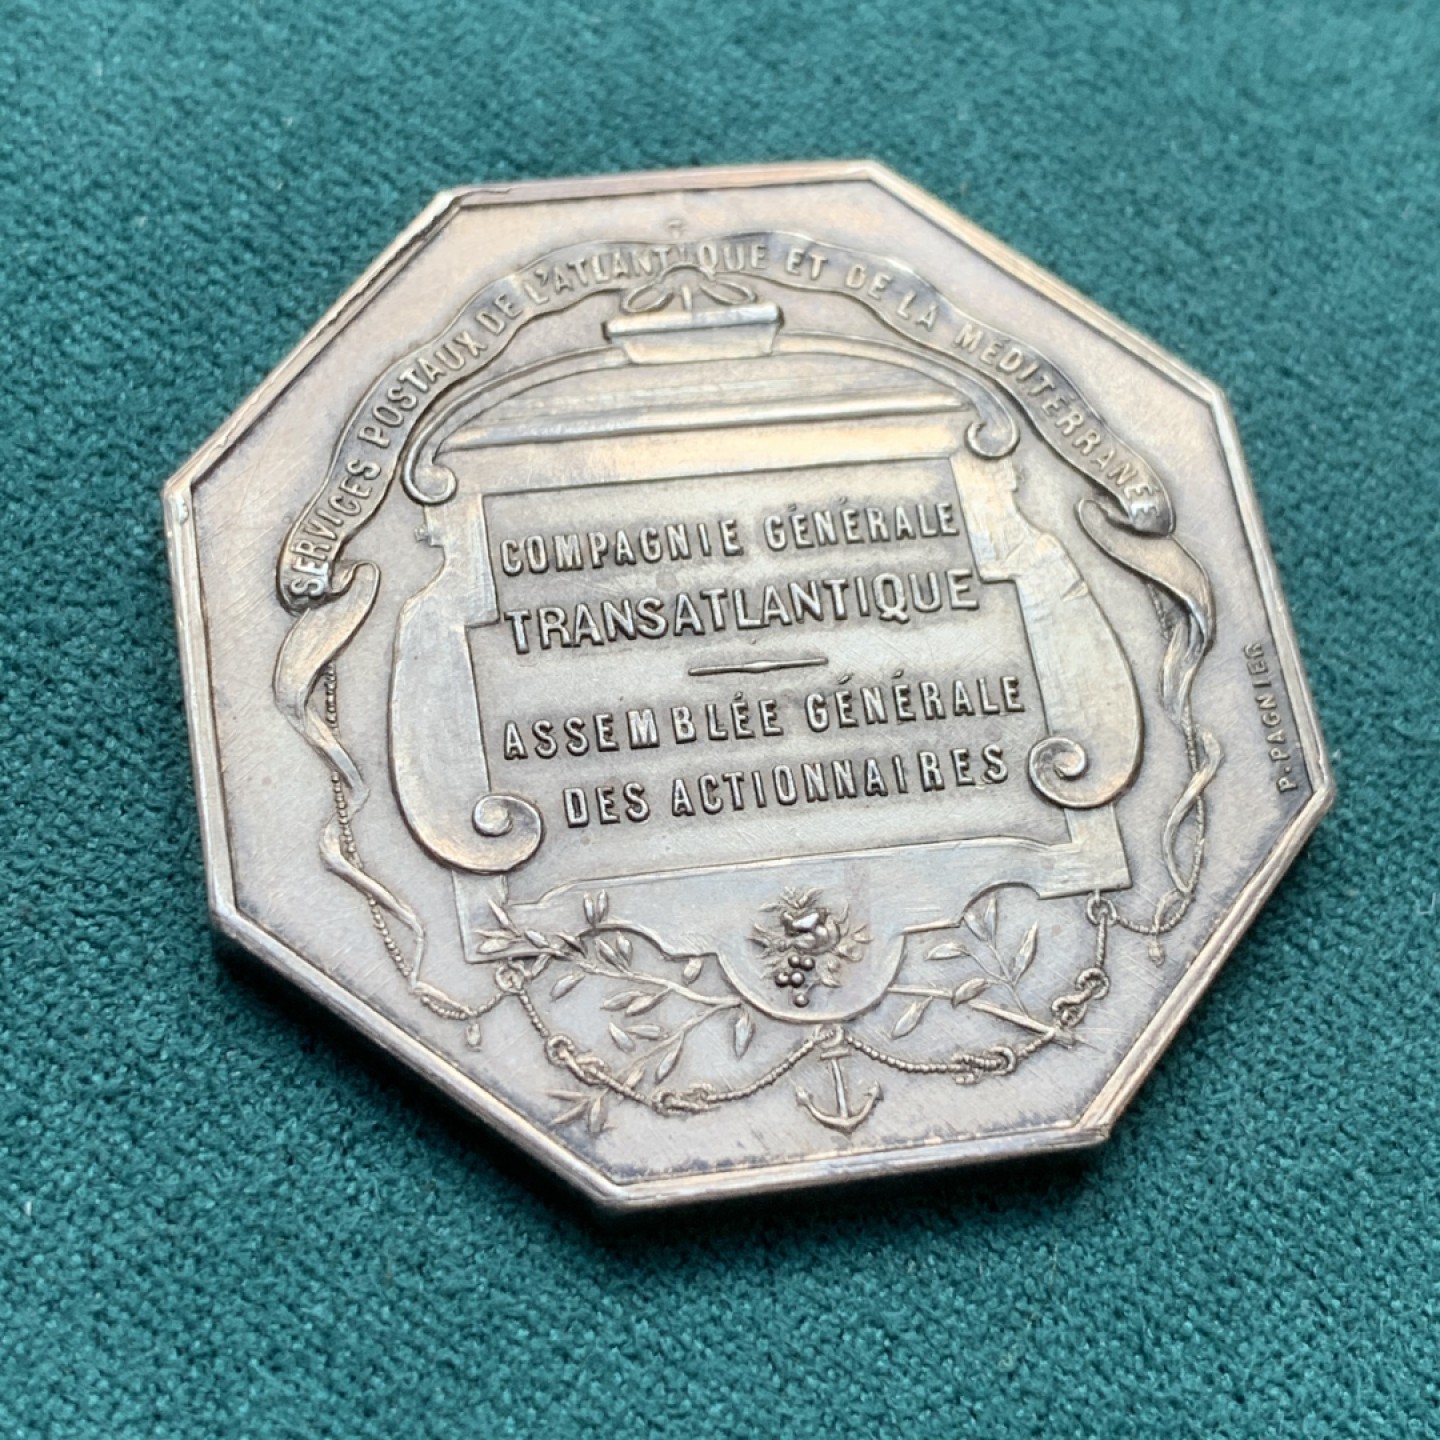 SERVICES POSTAUX DE L'ATLANTIQUE ET DE LA MÉDITERRANÉE
COMPAGNIE GÉNÉRALE
TRANSATLANTIQUE
ASSEMBLÉE GÉNÉRALE
DES ACTIONNAIRES
P. PAGNIER